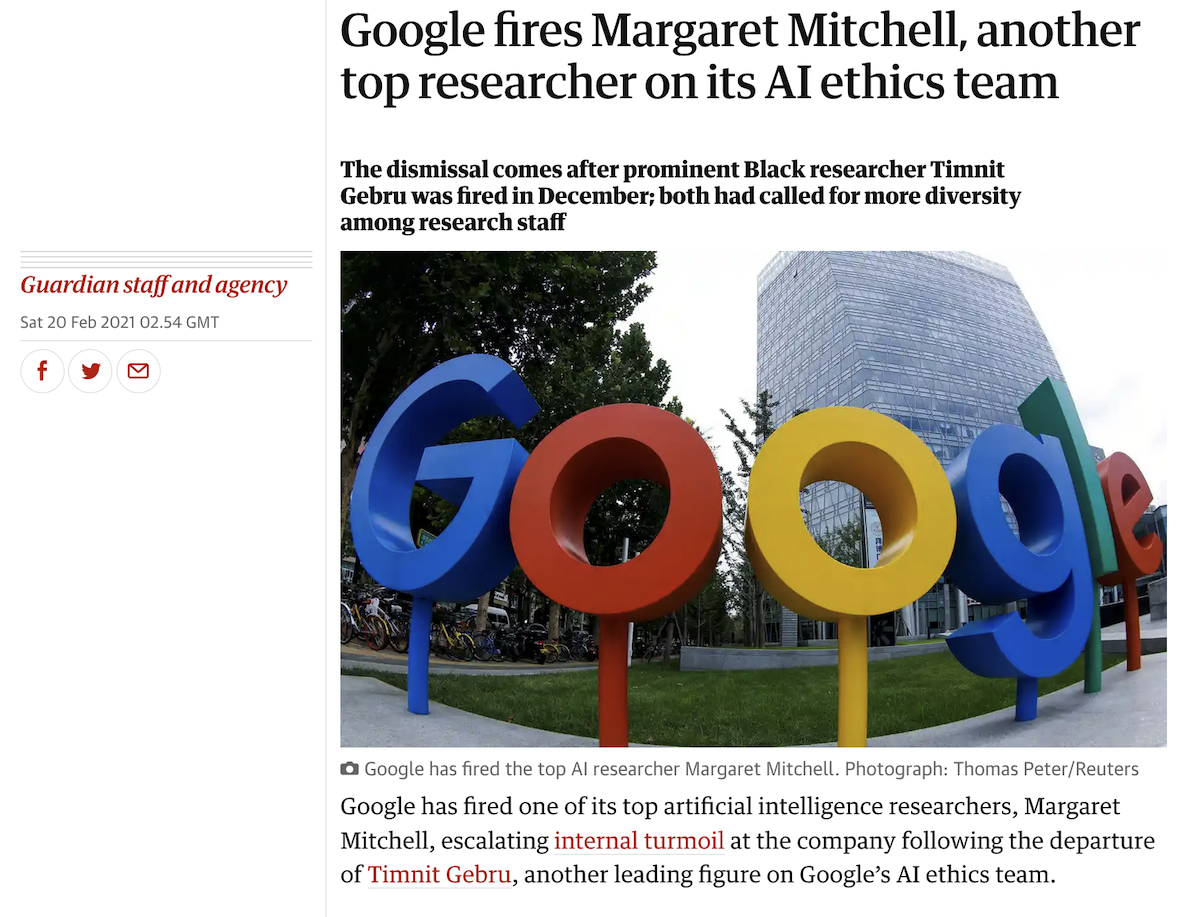 Google fires Margaret Mitchell, another
top researcher on its AI ethics team
The dismissal comes after prominent Black researcher Timnit
Gebru was fired in December; both had called for more diversity
among research staff
Guardian staff and agency
Sat 20 Feb 2021 02.54 GMT
Google
Google has fired the top AI researcher Margaret Mitchell. Photograph: Thomas Peter/Reuters
Google has fired one of its top artificial intelligence researchers, Margaret
Mitchell, escalating internal turmoil at the company following the departure
of Timnit Gebru, another leading figure on Google’s AI ethics team.